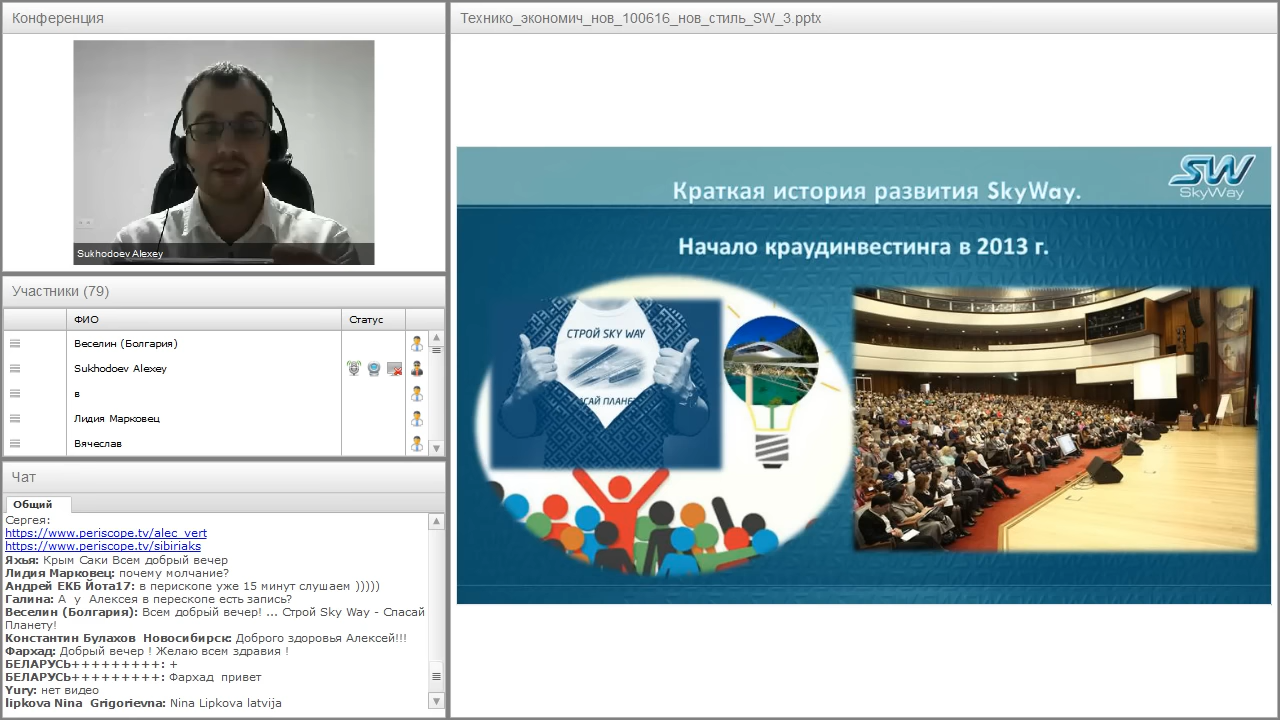 Конференция
Sukhodoev Alexey
Участники (79)
ФИО
Статус
Веселин (Болгария)
Sukhodoev Alexey
в
Лидия Марковец
Вячеслав
Чат
Общий
Сергея:
https://www.periscope.tv/alec_vert
https://www.periscope.tv/sibiriaks
Яхья: Крым Саки Всем добрый вечер
Лидия Марковец: почему молчание?
Андрей ЕКБ Йота17: в перископе уже 15 минут слушаем )))))
Галина: А у Алексея в перескопе есть запись?
Веселин (Болгария): Всем добрый вечер! ... Строй Sky Way - Спасай
Планету!
Константин Булахов Новосибирск: Доброго здоровья Алексей!!!
Фархад: Добрый вечер ! Желаю всем здравия !
БЕЛАРУСЬ+++++++++: +
БЕЛАРУСЬ+++++++++: Фархад привет
Yury: нет видео
lipkova Nina Grigorievna: Nina Lipkova latvija
Технико_экономич_нов_100616_нов_стиль_SW_3.pptx
SW
SkyWay
Краткая история развития SkyWay.
Начало краудинвестинга в 2013 г.
СТРОЙ SKY WAY
АСАЙ ПЛАНЕ